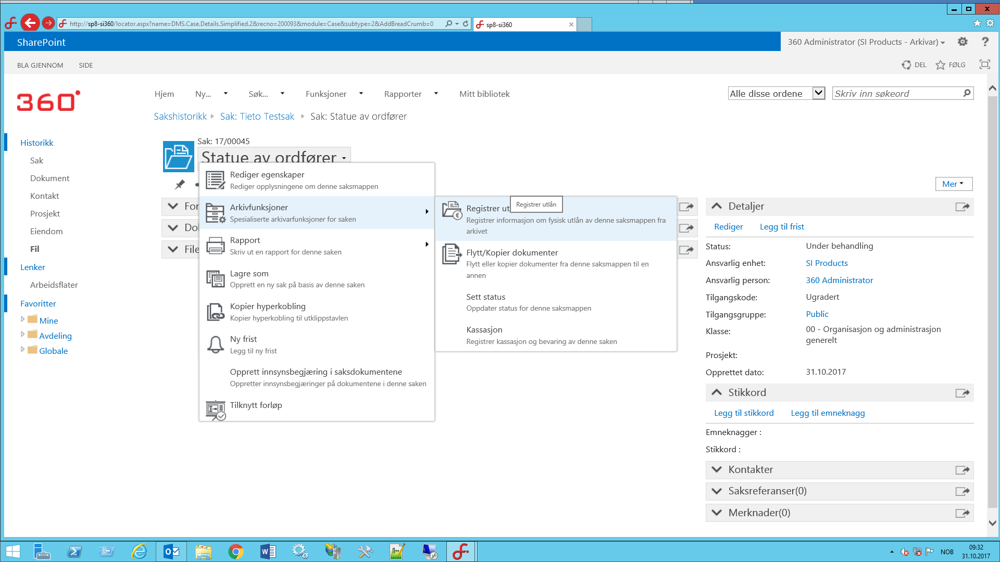 http://sp8-si360/locator.aspx?name=DMS.Case.Details.Simplified.2&recno=200093&module=Case&subtype=2&AddBreadCrumb=0
sp8-si360
SharePoint
360 Administrator (SI Products - Arkivar)
BLA GJENNOM
SIDE
DEL
FØLG
360°
Hjem
Ny...
Søk...
Funksjoner
Rapporter
Mitt bibliotek
Alle disse ordene
Skriv inn søkeord
Sakshistorikk
Sak: Tieto Testsak
Sak: Statue av ordfører
Historikk
Sak
Dokument
Kontakt
Prosjekt
Eiendom
Fil
Lenker
Arbeidsflater
Favoritter
Mine
Avdeling
Globale
Sak: 17/00045
Statue av ordfører
Mer
For
Do
File
Rediger egenskaper
Rediger opplysningene om denne saksmappen
Arkivfunksjoner
Spesialiserte arkivarfunksjoner for saken
Rapport
Skriv ut en rapport for denne saken
Lagre som
Opprett en ny sak på basis av denne saken
Kopier hyperkobling
Kopier hyperkobling til utklippstavlen
Ny frist
Legg til ny frist
Opprett innsynsbegjæring i saksdokumentene
Oppretter innsynsbegjæringer på dokumentene i denne saken
Tilknytt forløp
Registrer ut
Registrer utlån
Registrer informasjon om fysisk utlån av denne saksmappen fra
arkivet
Flytt/Kopier dokumenter
Flytt eller kopier dokumenter fra denne saksmappen til en
annen
Sett status
Oppdater status for denne saksmappen
Kassasjon
Registrer kassasjon og bevaring av denne saken
Detaljer
Rediger
Legg til frist
Status:
Under behandling
Ansvarlig enhet:
SI Products
Ansvarlig person:
360 Administrator
Tilgangskode:
Ugradert
Tilgangsgruppe:
Public
Klasse:
00 - Organisasjon og administrasjon
generelt
Prosjekt:
Opprettet dato:
31.10.2017
Stikkord
Legg til stikkord
Legg til emneknagg
Emneknagger :
Stikkord :
Kontakter
Saksreferanser(0)
Merknader(0)
NOB
09:32
31.10.2017